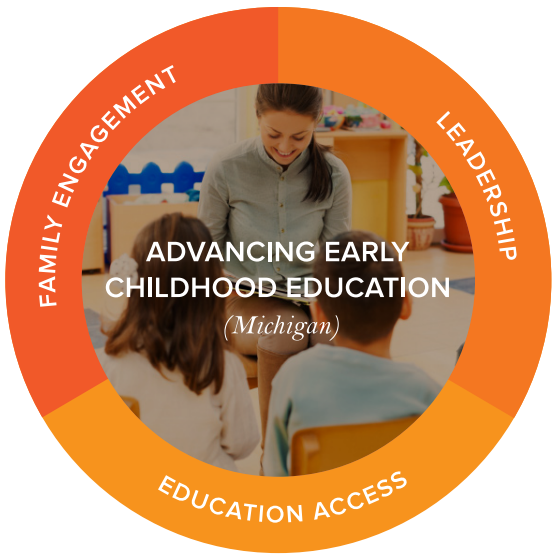 FAMILY ENGAGEMENT
LEADERSHIP
ADVANCING EARLY
CHILDHOOD EDUCATION
(Michigan)
EDUCATION ACCESS